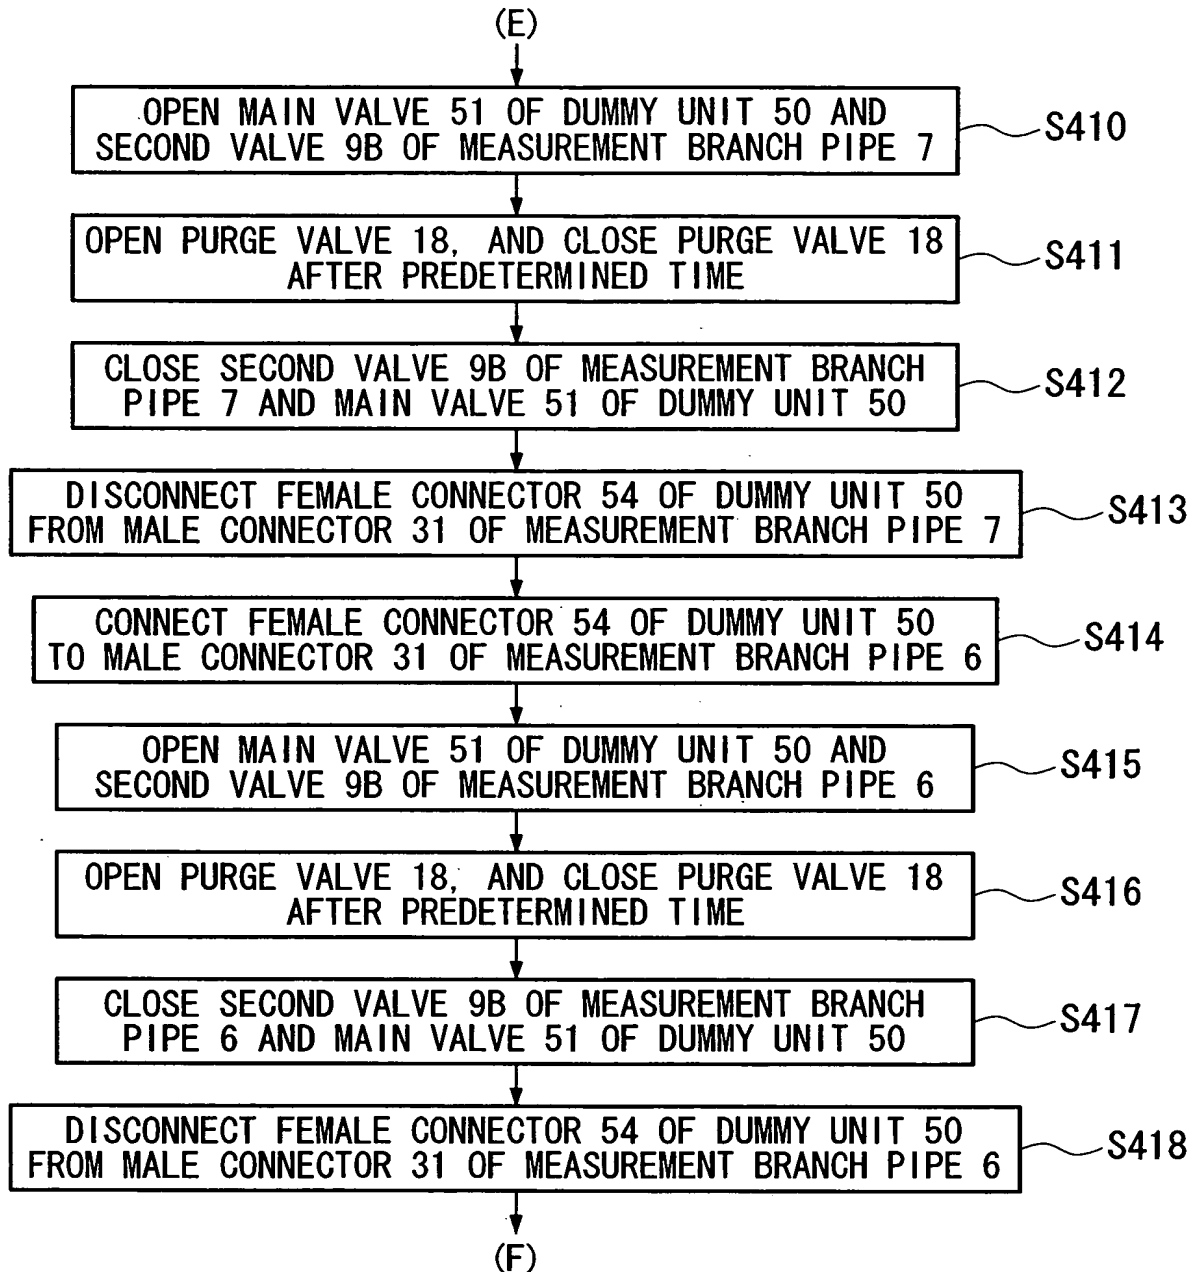 (E)
OPEN MAIN VALVE 51 OF DUMMY UNIT 50 AND
SECOND VALVE 9B OF MEASUREMENT BRANCH PIPE 7
S410
OPEN PURGE VALVE 18, AND CLOSE PURGE VALVE 18
AFTER PREDETERMINED TIME
S411
CLOSE SECOND VALVE 9B OF MEASUREMENT BRANCH
PIPE 7 AND MAIN VALVE 51 OF DUMMY UNIT 50
S412
DISCONNECT FEMALE CONNECTOR 54 OF DUMMY UNIT 50
FROM MALE CONNECTOR 31 OF MEASUREMENT BRANCH PIPE 7
S413
CONNECT FEMALE CONNECTOR 54 OF DUMMY UNIT 50
TO MALE CONNECTOR 31 OF MEASUREMENT BRANCH PIPE 6
S414
OPEN MAIN VALVE 51 OF DUMMY UNIT 50 AND
SECOND VALVE 9B OF MEASUREMENT BRANCH PIPE 6
S415
OPEN PURGE VALVE 18, AND CLOSE PURGE VALVE 18
AFTER PREDETERMINED TIME
S416
CLOSE SECOND VALVE 9B OF MEASUREMENT BRANCH
PIPE 6 AND MAIN VALVE 51 OF DUMMY UNIT 50
S417
DISCONNECT FEMALE CONNECTOR 54 OF DUMMY UNIT 50
FROM MALE CONNECTOR 31 OF MEASUREMENT BRANCH PIPE 6
S418
(F)